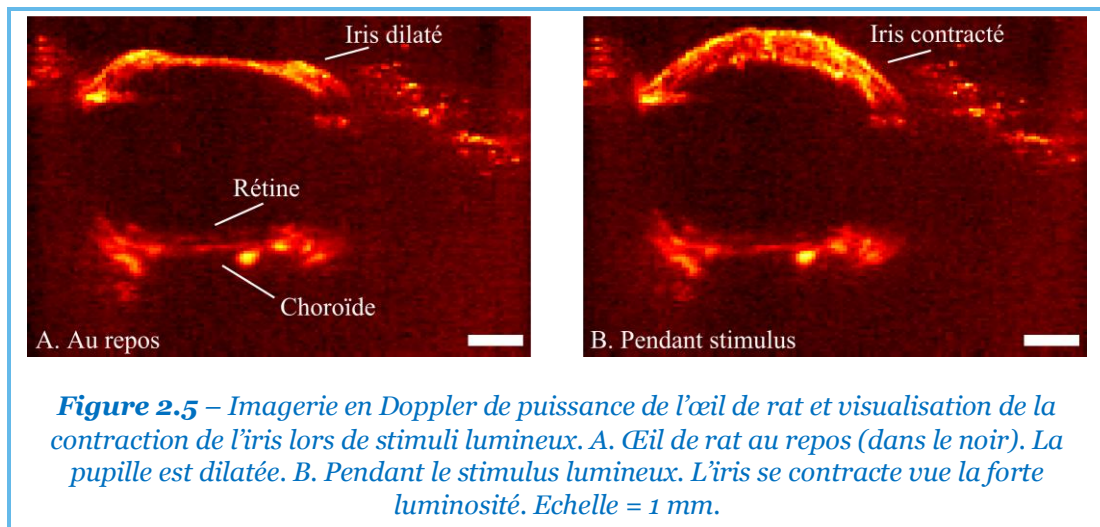 Iris dilaté
Rétine
Choroïde
A. Au repos
Iris contracté
B. Pendant stimulus
Figure 2.5 – Imagerie en Doppler de puissance de l'œil de rat et visualisation de la
contraction de l'iris lors de stimuli lumineux. A. Œil de rat au repos (dans le noir). La
pupille est dilatée. B. Pendant le stimulus lumineux. L'iris se contracte vue la forte
luminosité. Echelle = 1 mm.